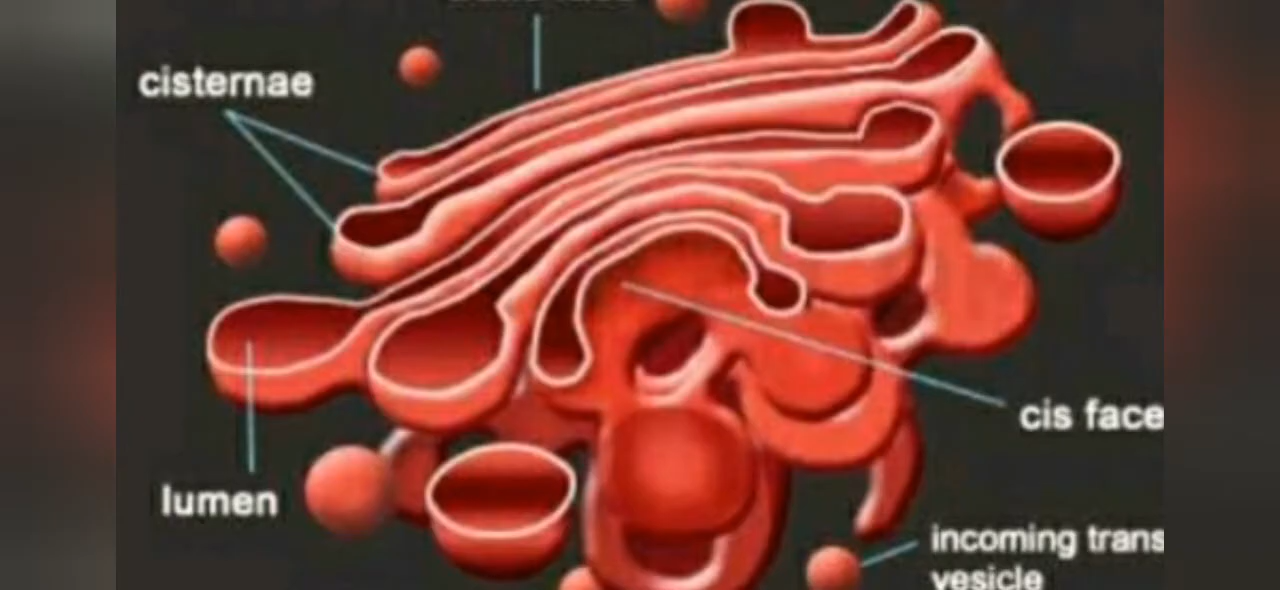 cisternae
cis face
lumen
incoming trans
vesicle